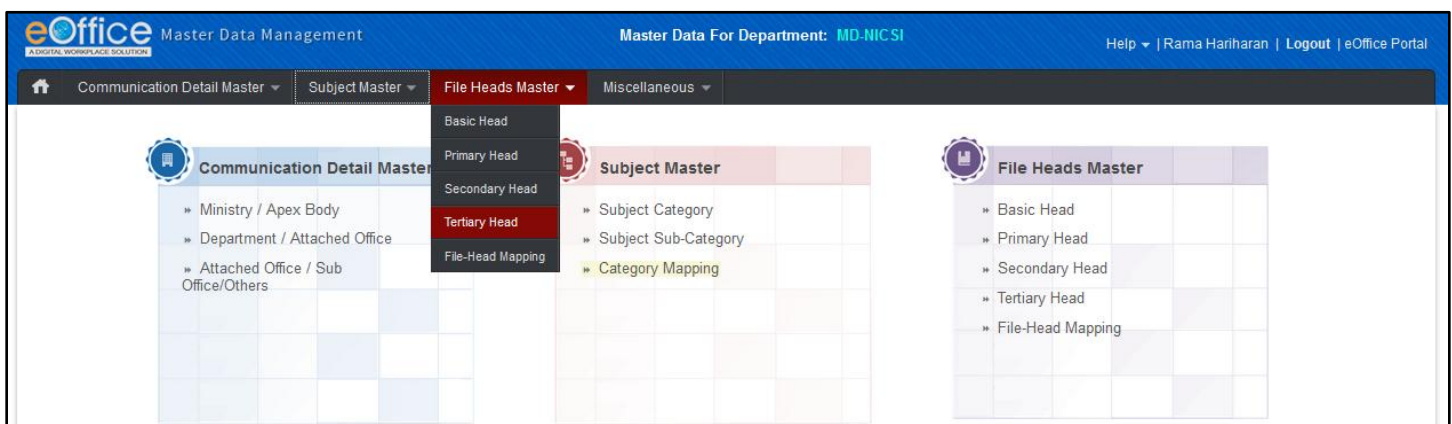 eOffice
A DIGITAL WORKPLACE SOLUTION
Master Data Management
Master Data For Department: MD-NICSI
Help | Rama Hariharan | Logout | eOffice Portal
Communication Detail Master Subject Master File Heads Master Miscellaneous
Basic Head
Primary Head
Secondary Head
Tertiary Head
File-Head Mapping
Communication Detail Master
» Ministry / Apex Body
» Department / Attached Office
» Attached Office / Sub
Office/Others
Subject Master
» Subject Category
» Subject Sub-Category
» Category Mapping
File Heads Master
» Basic Head
» Primary Head
» Secondary Head
» Tertiary Head
» File-Head Mapping